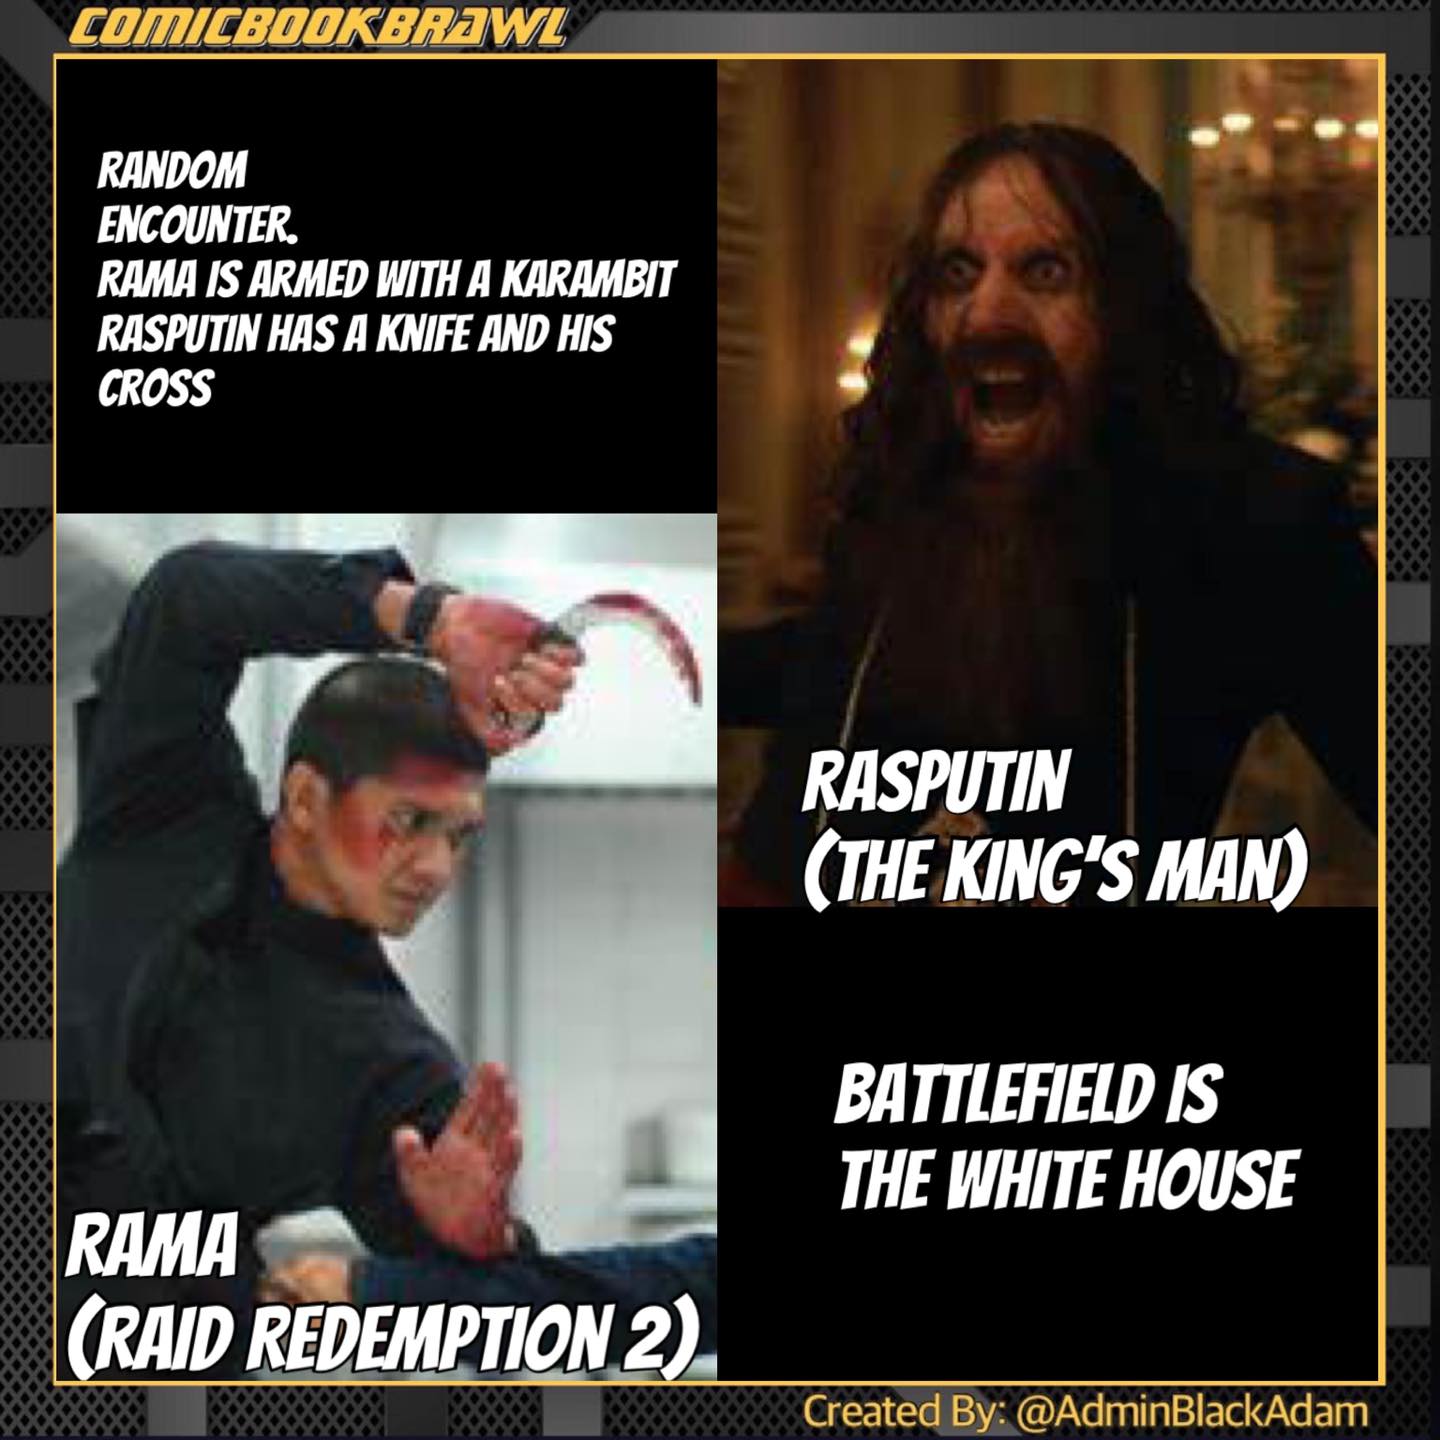 COMICBOOKBRAWL
RANDOM
ENCOUNTER.
RAMA IS ARMED WITH A KARAMBIT
RASPUTIN HAS A KNIFE AND HIS
CROSS
RASPUTIN
(THE KING'S MAN)
RAMA
(RAID REDEMPTION 2)
BATTLEFIELD IS
THE WHITE HOUSE
Created By: @AdminBlackAdam